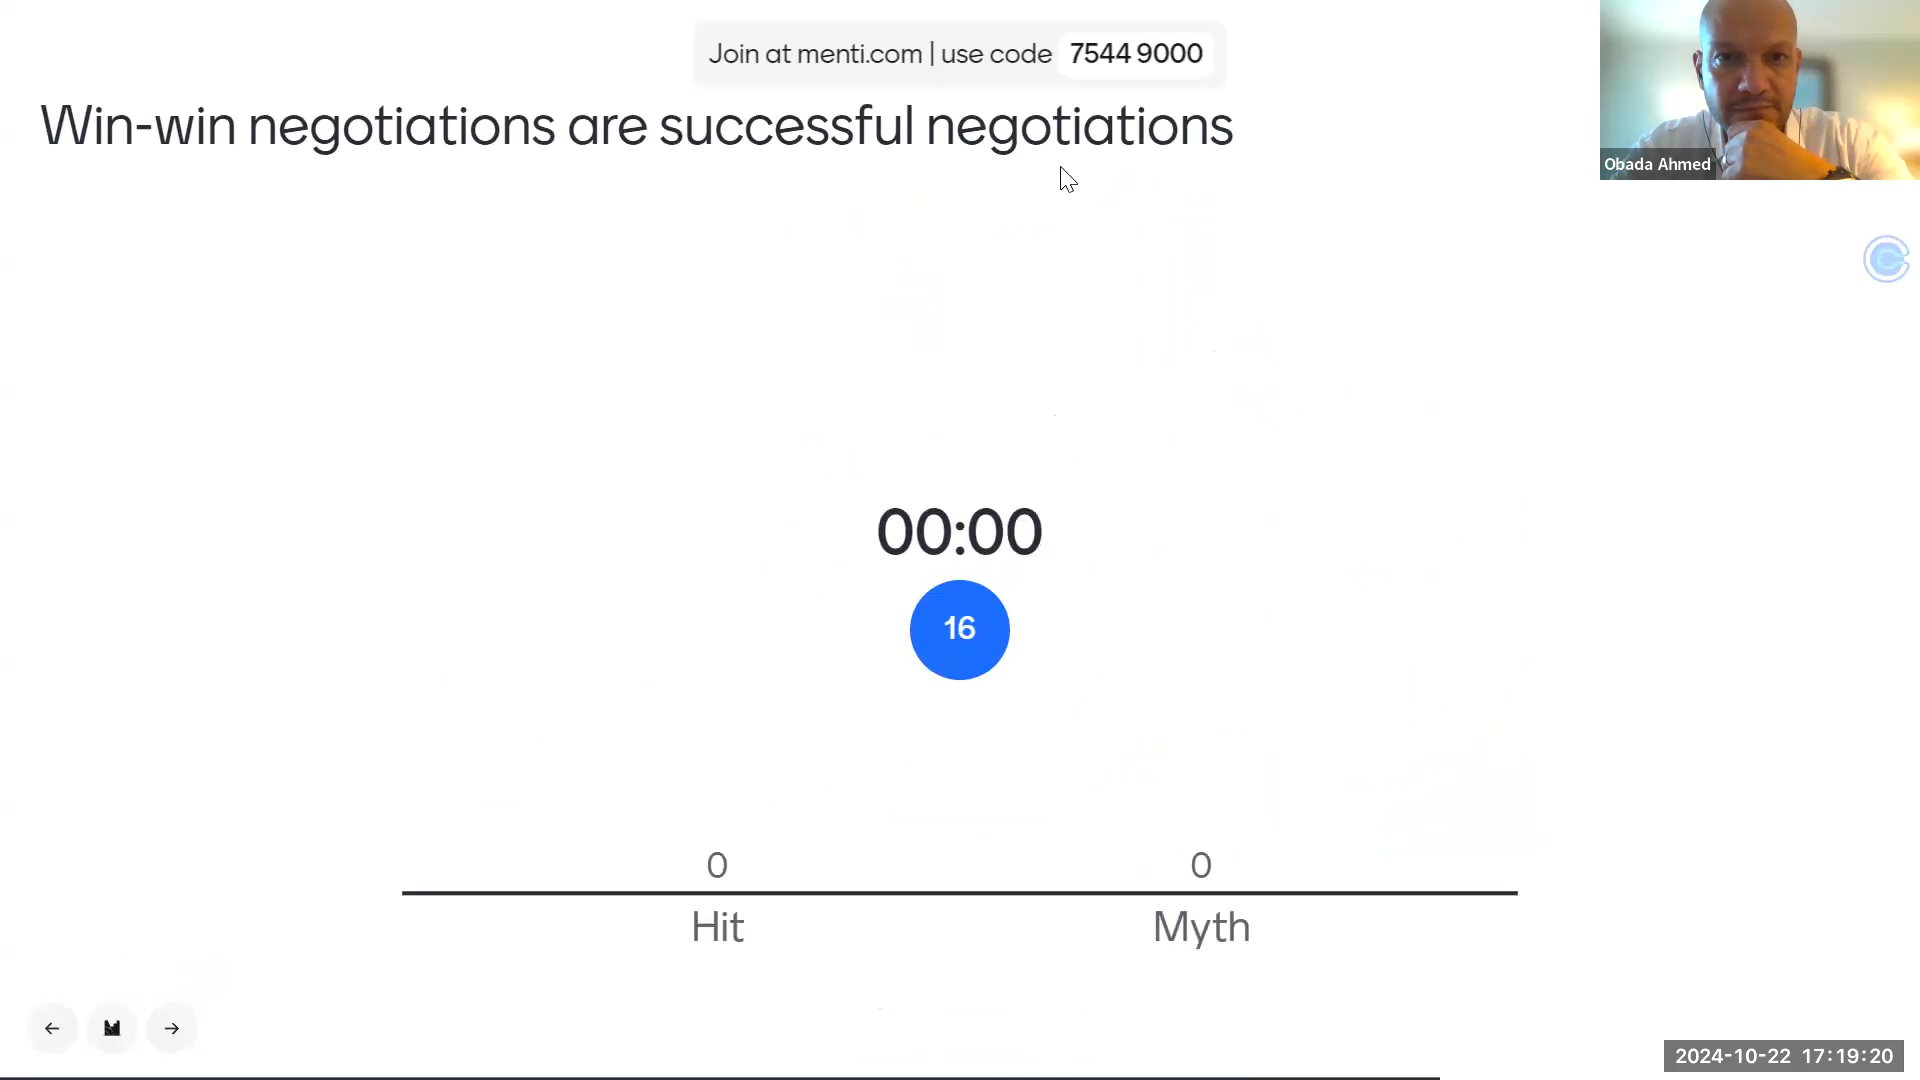 Join at menti.com | use code 7544 9000
Win-win negotiations are successful negotiations
Obada Ahmed
00:00
16
0 0
Hit Myth
2024-10-22 17:19:20